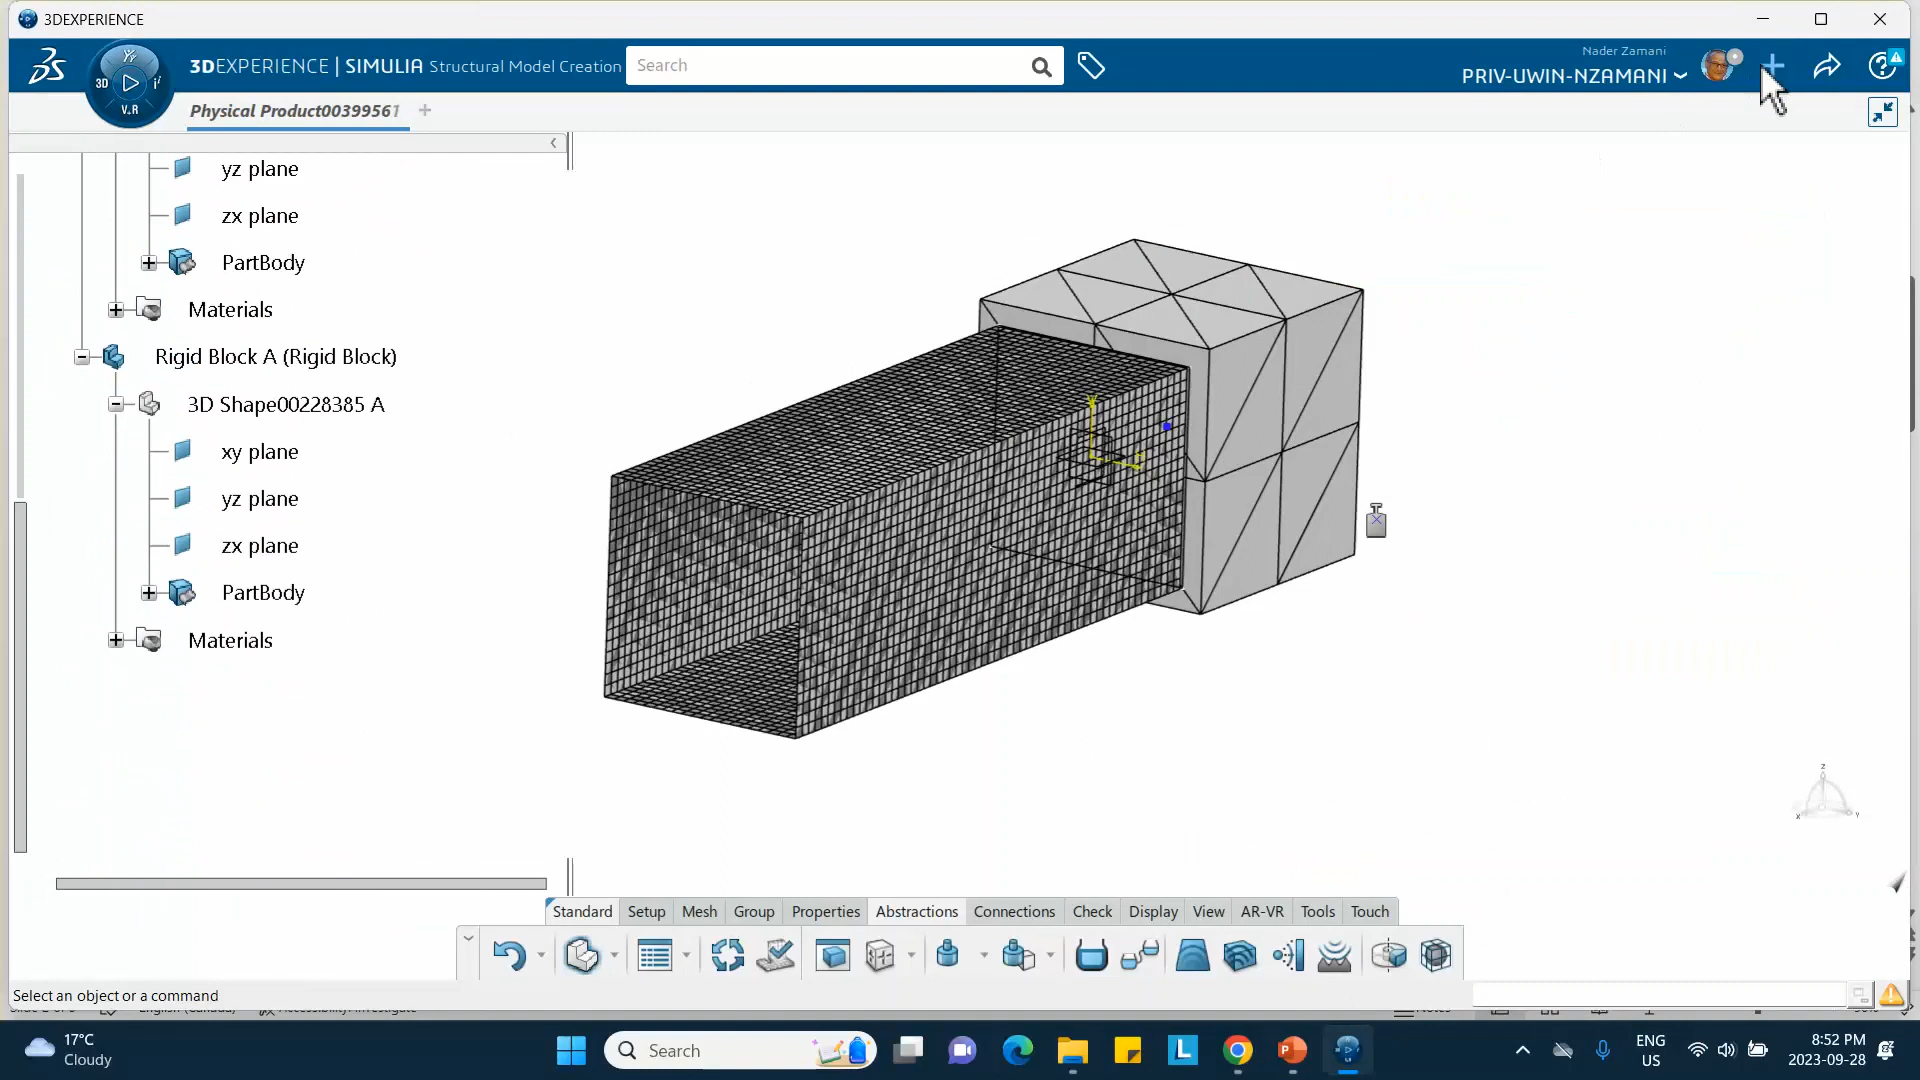 3DEXPERIENCE
3DEXPERIENCE | SIMULIA Structural Model Creation
Search
Nader Zamani
PRIV-UWIN-NZAMANI
3D
V.R
Physical Product00399561
yz plane
zx plane
PartBody
Materials
Rigid Block A (Rigid Block)
3D Shape00228385 A
xy plane
yz plane
zx plane
PartBody
Materials
z
x
Y
Standard Setup Mesh Group Properties Abstractions Connections Check Display View AR-VR Tools Touch
Select an object or a command
17°C
Cloudy
Search
ENG
US
8:52 PM
2023-09-28